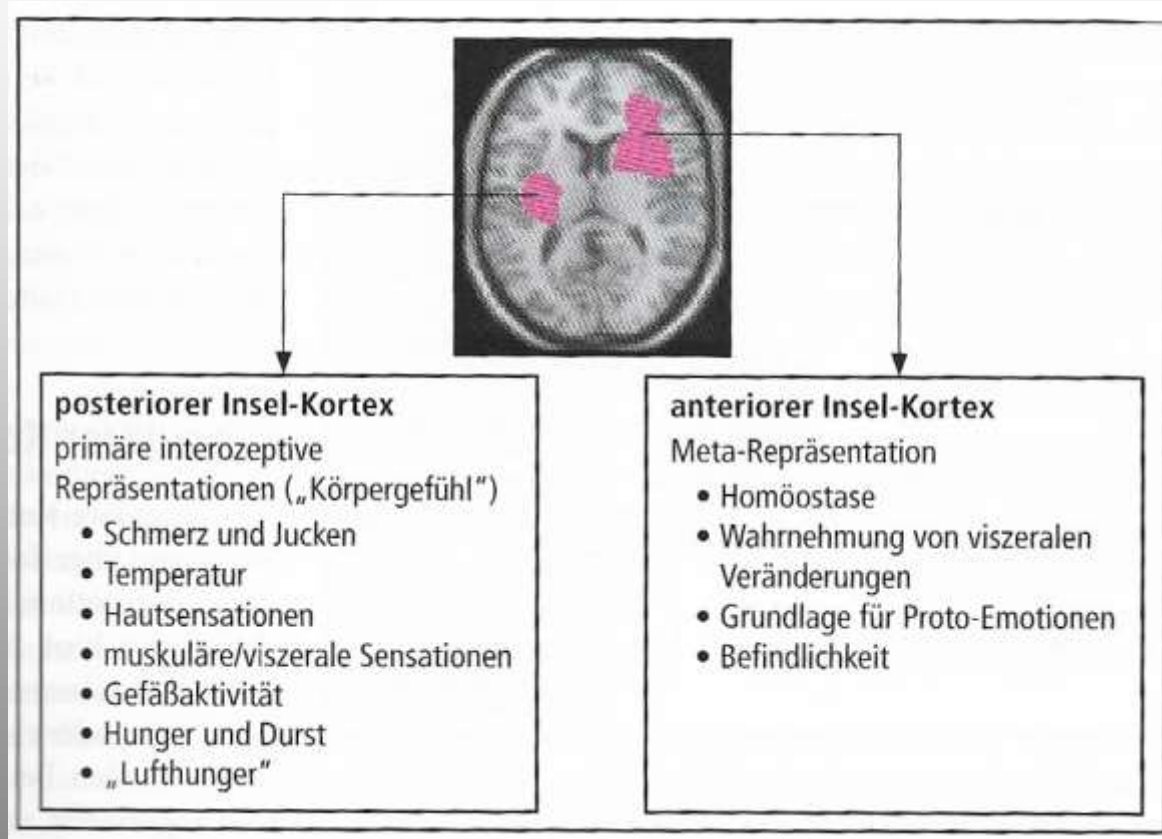 posteriorer Insel-Kortex
primäre interozeptive
Repräsentationen („Körpergefühl“)
• Schmerz und Jucken
• Temperatur
• Hautsensationen
• muskuläre/viszerale Sensationen
• Gefäßaktivität
• Hunger und Durst
• „Lufthunger“
anteriorer Insel-Kortex
Meta-Repräsentation
• Homöostase
• Wahrnehmung von viszeralen
Veränderungen
• Grundlage für Proto-Emotionen
• Befindlichkeit